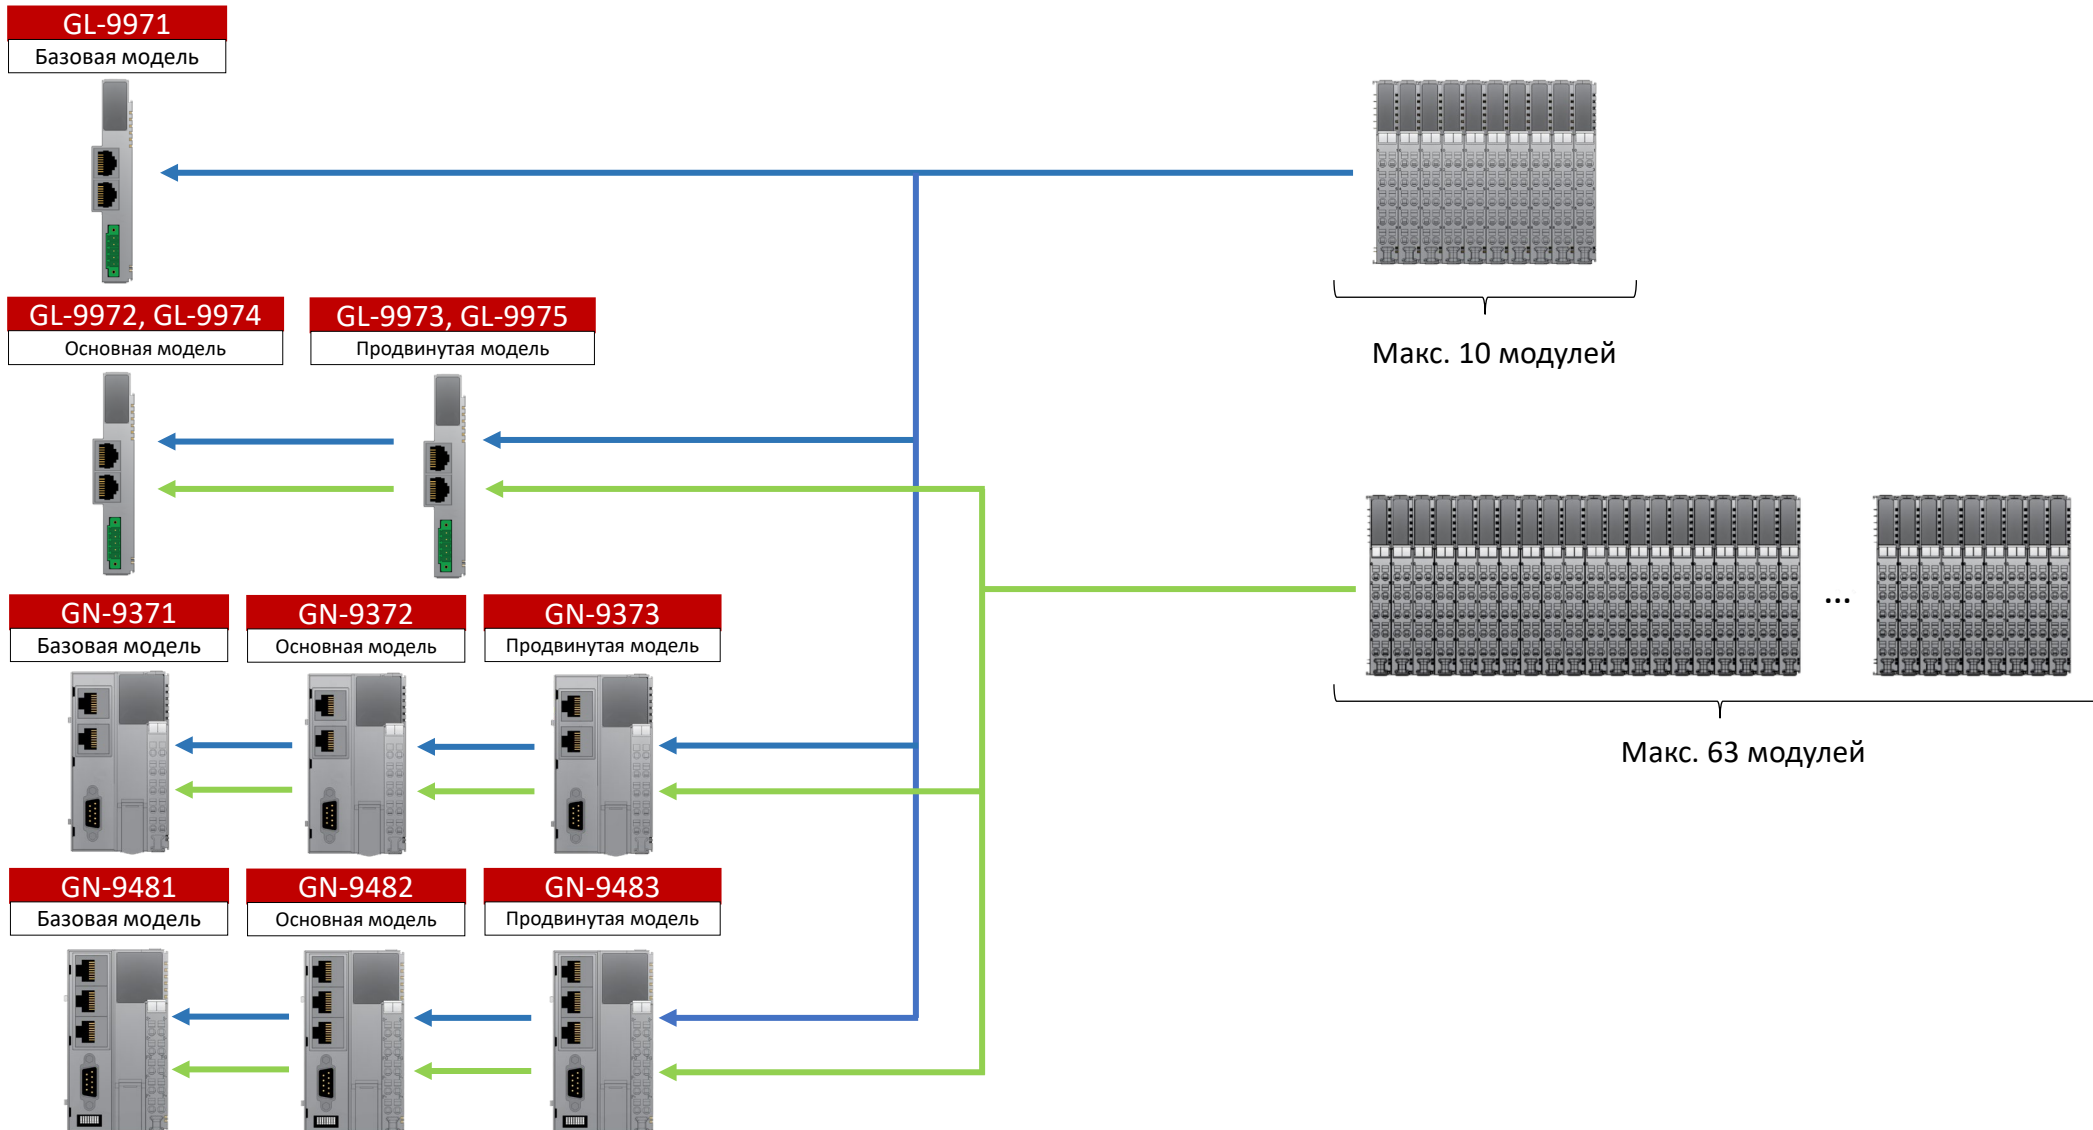 GL-9971
Базовая модель
GL-9972, GL-9974
Основная модель
GL-9973, GL-9975
Продвинутая модель
Макс. 10 модулей
GN-9371
Базовая модель
GN-9372
Основная модель
GN-9373
Продвинутая модель
...
Макс. 63 модулей
GN-9481
Базовая модель
GN-9482
Основная модель
GN-9483
Продвинутая модель